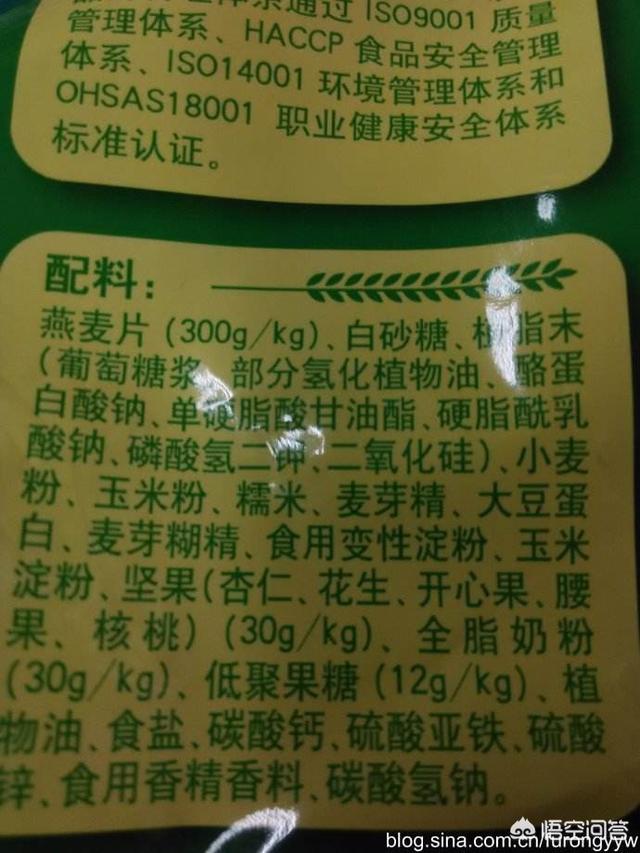 通过 ISO9001 质量
管理体系、HACCP 食品安全管理
体系、ISO14001 环境管理体系和
OHSAS18001 职业健康安全体系
标准认证。
配料:
燕麦片 (300g/kg)、白砂糖、植脂末
(葡萄糖浆、部分氢化植物油、酪蛋
白酸钠、单硬脂酸甘油酯、硬脂酰乳
酸钠、磷酸氢二钾、二氧化硅)、小麦
粉、玉米粉、糯米、麦芽精、大豆蛋
白、麦芽糊精、食用变性淀粉、玉米
淀粉、坚果(杏仁、花生、开心果、腰
果、核桃) (30g/kg)、全脂奶粉
(30g/kg)、低聚果糖 (12g/kg)、植
物油、食盐、碳酸钙、硫酸亚铁、硫酸
锌、食用香精香料、碳酸氢钠。
悟空问答
blog.sina.com.cn/furongyyw